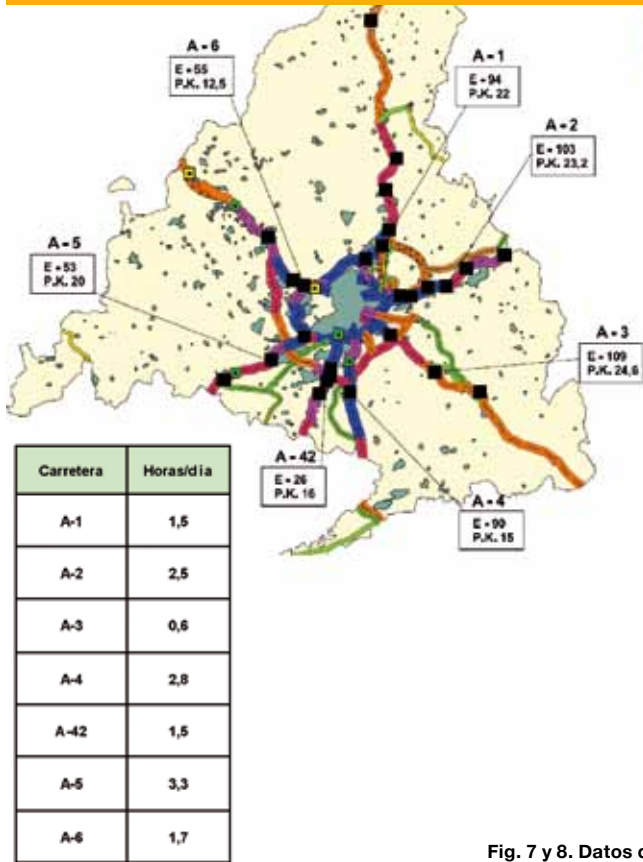 A - 6
E - 55
P.K. 12,5
A - 1
E - 94
P.K. 22
A - 2
E - 103
P.K. 23,2
A - 5
E - 53
P.K. 20
A - 3
E - 109
P.K. 24,6
A - 42
E - 26
P.K. 16
A - 4
E - 90
P.K. 15
Carretera Horas/día
A-1 1,5
A-2 2,5
A-3 0,6
A-4 2,8
A-42 1,5
A-5 3,3
A-6 1,7
Fig. 7 y 8. Datos d